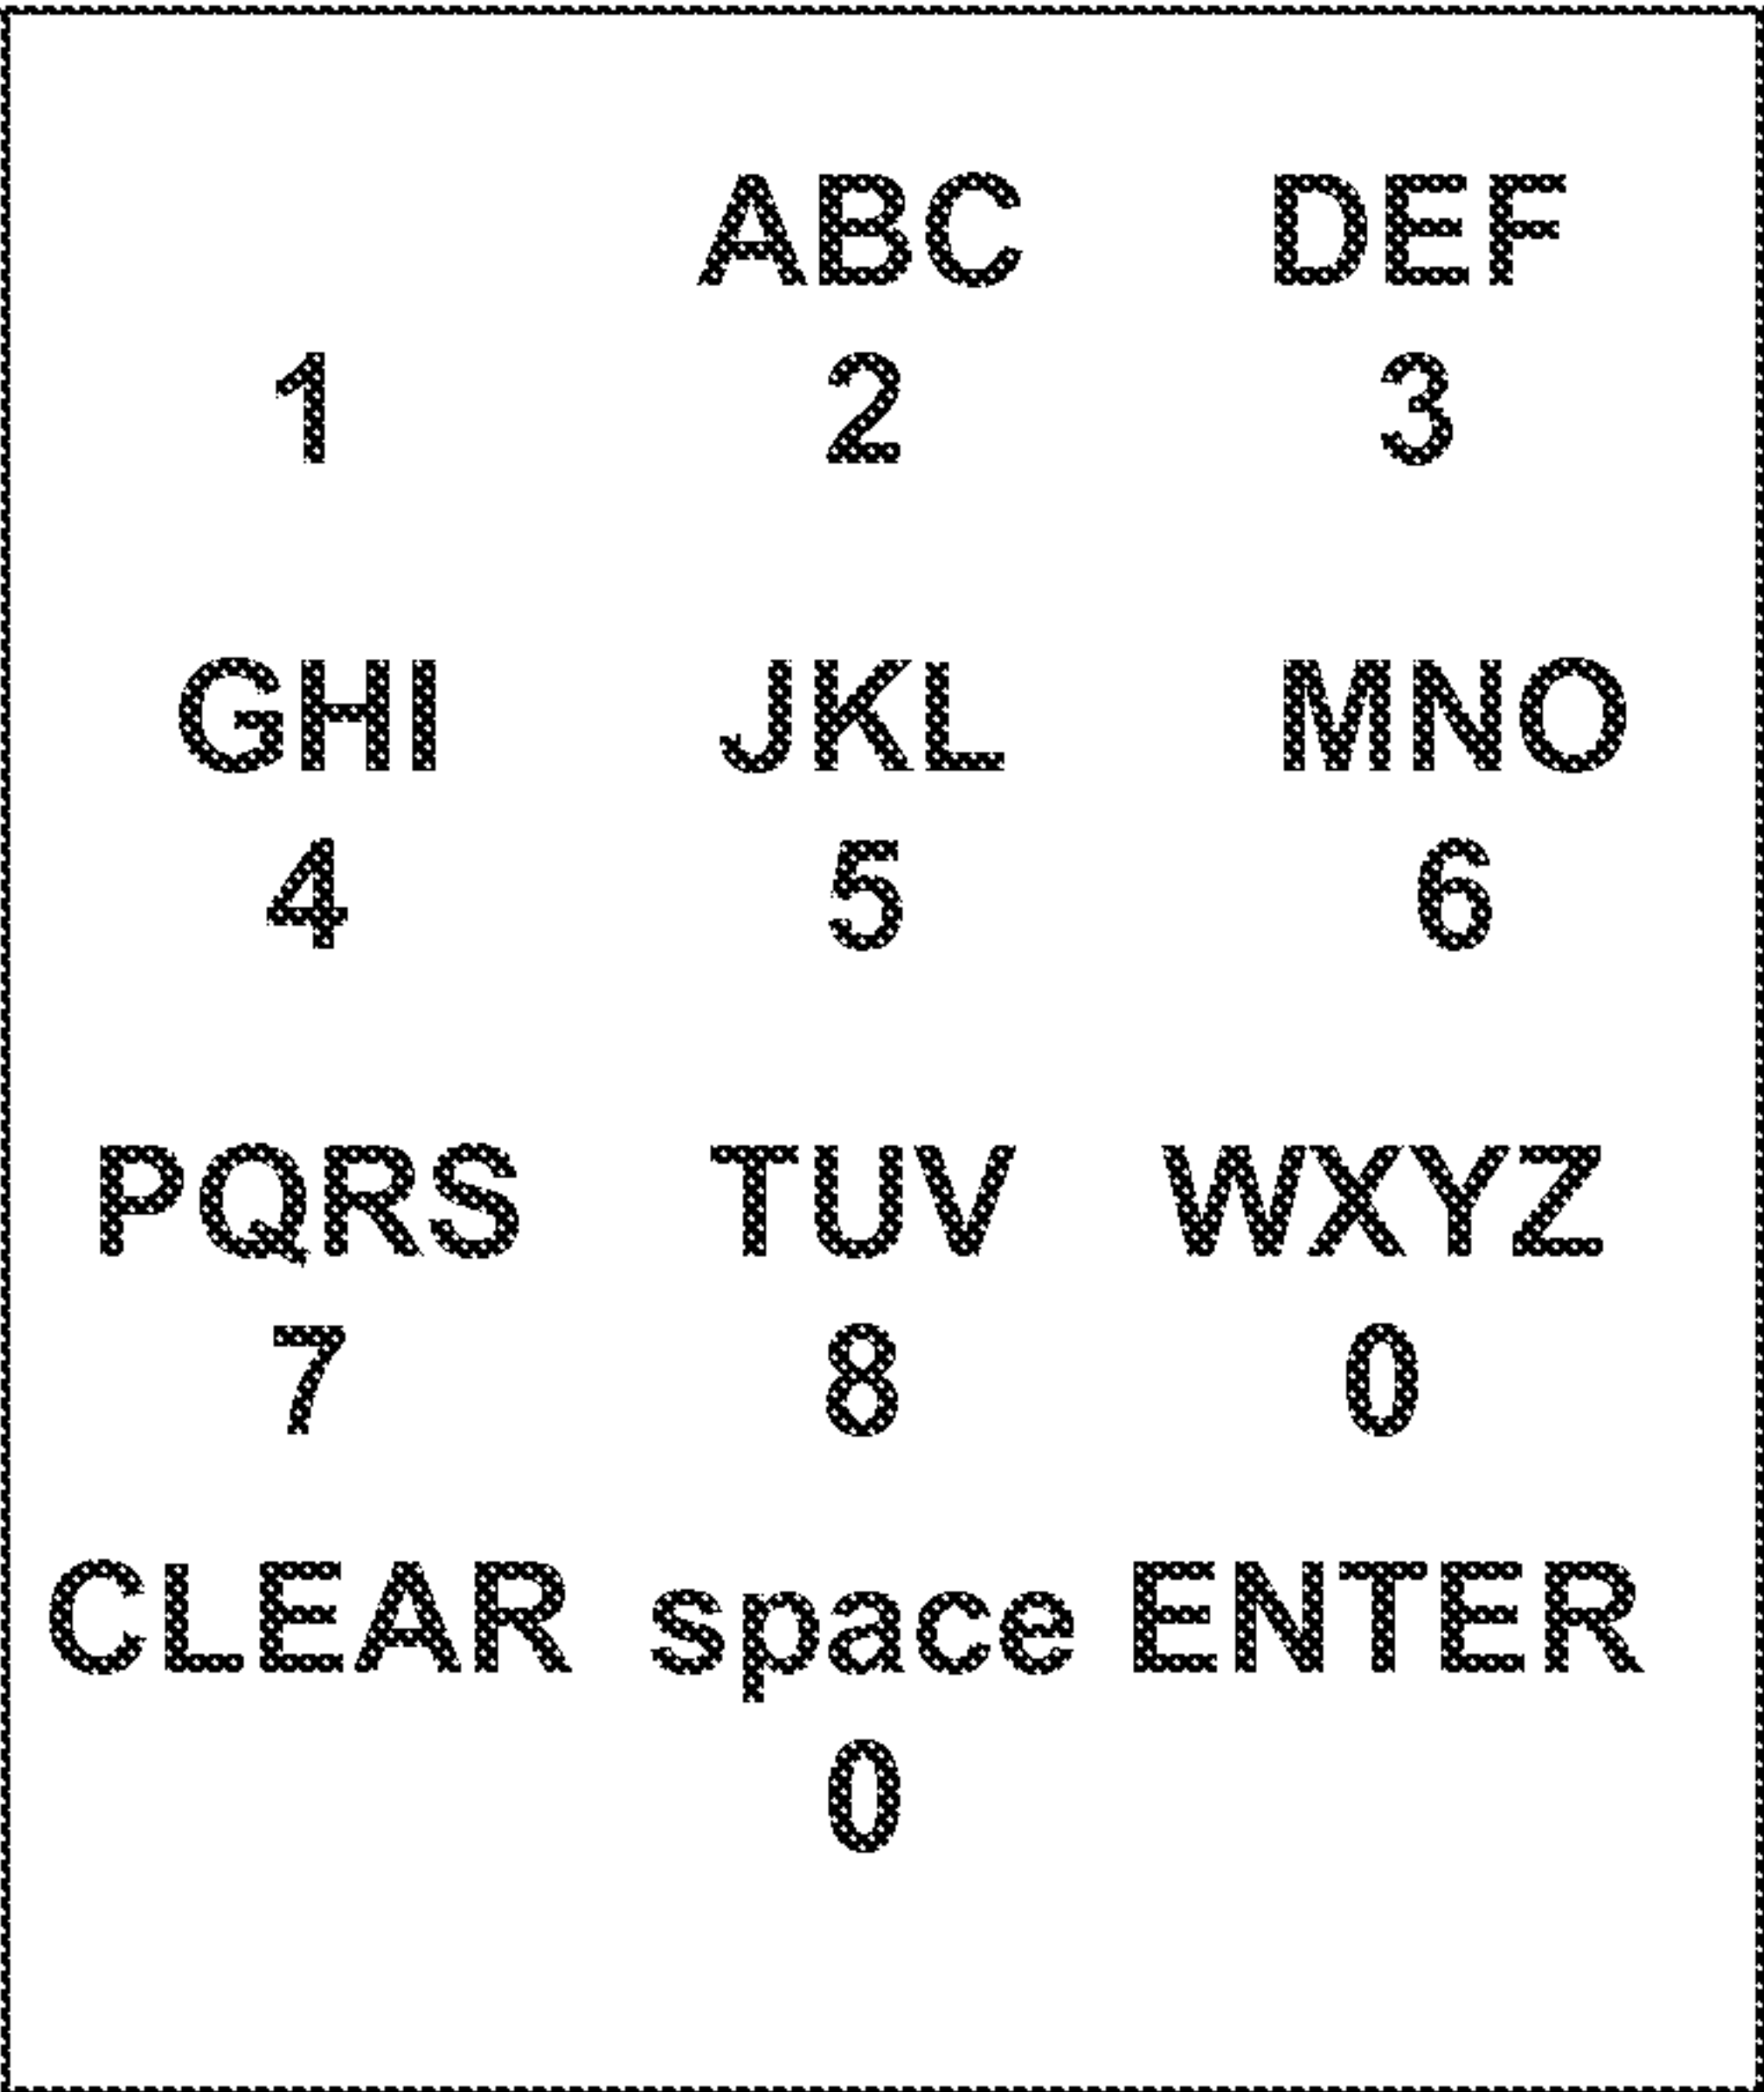 ABC DEF
1 2 3
GHI JKL MNO
4 5 6
PQRS TUV WXYZ
7 8 0
CLEAR space ENTER
0